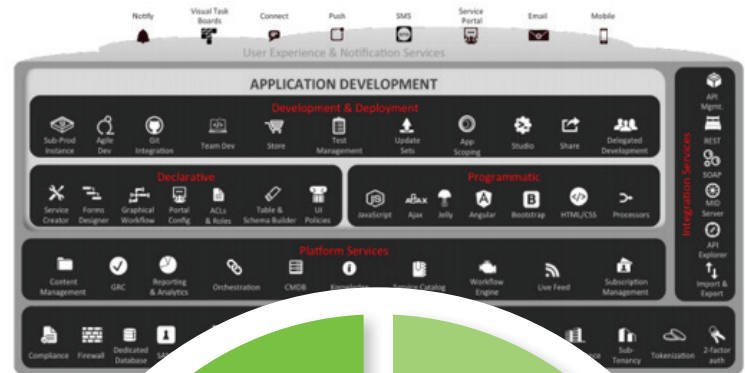 Notify
Visual Task
Boards
Connect
Push
SMS
Service
Portal
Email
Mobile
User Experience & Notification Services
APPLICATION DEVELOPMENT
Development & Deployment
Sub-Prod
Instance
Agile
Dev
Git
Integration
Team Dev
Store
Test
Management
Update
Sets
App
Scoping
Studio
Share
Delegated
Development
Declarative
Service
Creator
Forms
Designer
Graphical
Workflow
Portal
Config
ACLs
& Roles
Table &
Schema Builder
UI
Policies
Programmatic
JS
JavaScript
AJAX
Ajax
Jelly
A
Angular
B
Bootstrap
HTML/CSS
Processors
Platform Services
Content
Management
GRC
Reporting
& Analytics
Orchestration
CMDB
Knowledge
Service Catalog
Workflow
Engine
Live Feed
Subscription
Management
Compliance
Firewall
Dedicated
Database
Sub-
Tenancy
Tokenization
2-factor
auth
Integration Services
API
Mgmt.
REST
SOAP
MID
Server
API
Explorer
Import &
Export